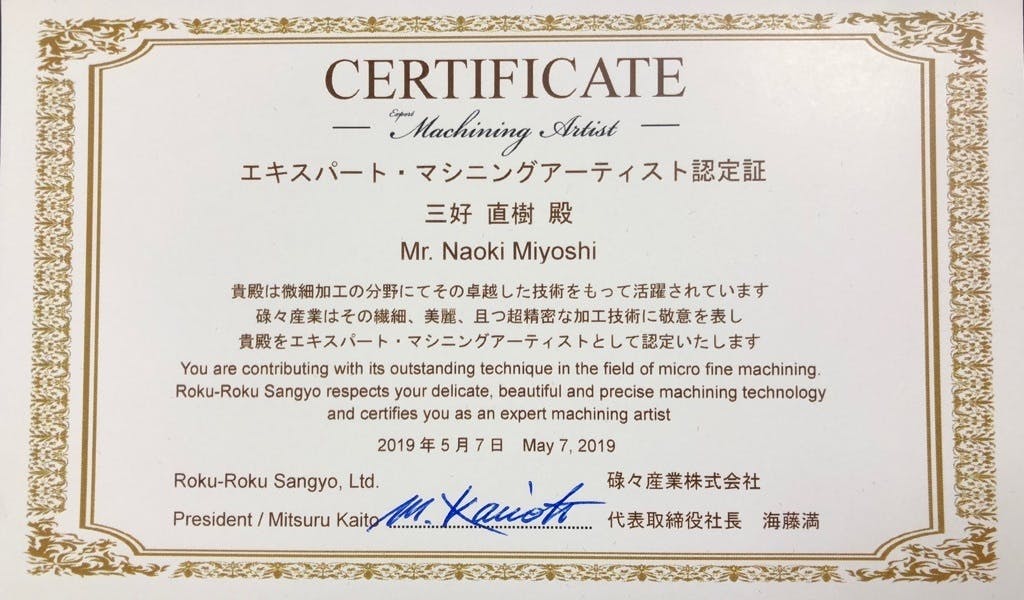 CERTIFICATE
Expert
Machining Artist
エキスパート・マシニングアーティスト認定証
三好 直樹 殿
Mr. Naoki Miyoshi
貴殿は微細加工の分野にてその卓越した技術をもって活躍されています
碌々産業はその繊細、美麗、且つ超精密な加工技術に敬意を表し
貴殿をエキスパート・マシニングアーティストとして認定いたします
You are contributing with its outstanding technique in the field of micro fine machining.
Roku-Roku Sangyo respects your delicate, beautiful and precise machining technology
and certifies you as an expert machining artist
2019年5月7日 May 7, 2019
Roku-Roku Sangyo, Ltd. 碌々産業株式会社
President / Mitsuru Kaito 代表取締役社長 海藤満